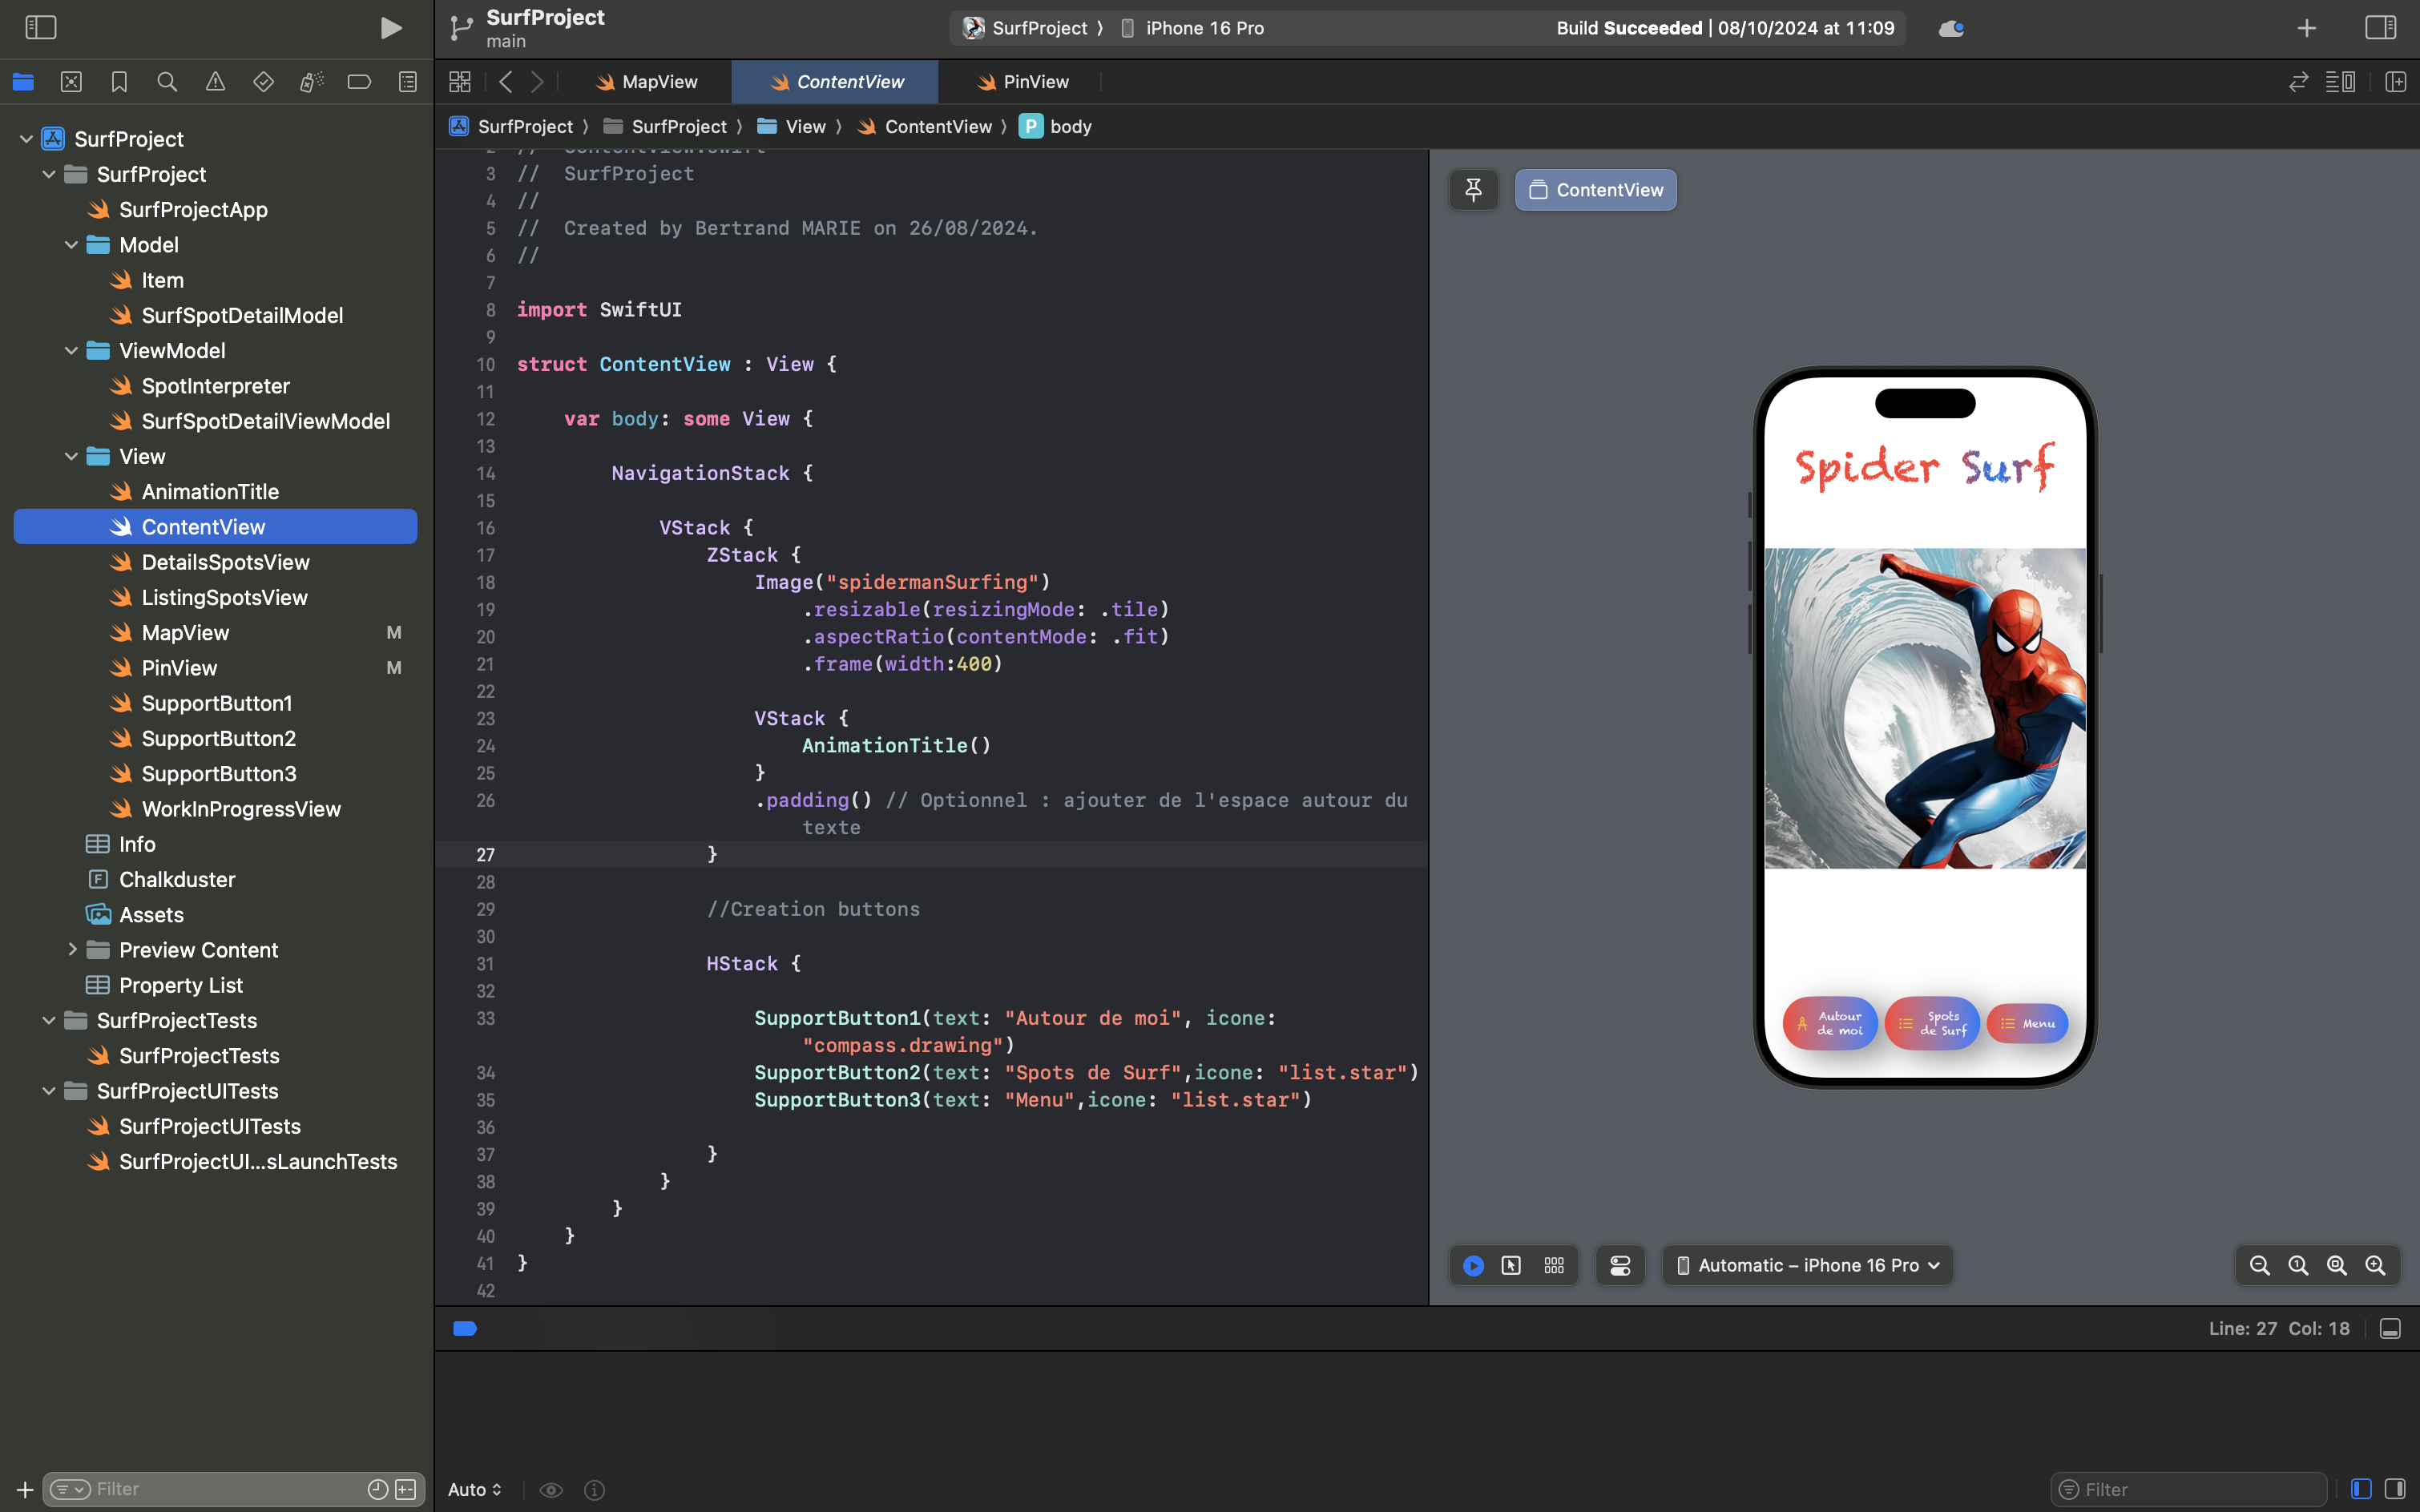 SurfProject
main
SurfProject ⟩ iPhone 16 Pro
Build Succeeded | 08/10/2024 at 11:09
MapView
ContentView
PinView
SurfProject ⟩ SurfProject ⟩ View ⟩ ContentView ⟩ P body
SurfProject
SurfProject
SurfProjectApp
Model
Item
SurfSpotDetailModel
ViewModel
SpotInterpreter
SurfSpotDetailViewModel
View
AnimationTitle
ContentView
DetailsSpotsView
ListingSpotsView
MapView M
PinView M
SupportButton1
SupportButton2
SupportButton3
WorkInProgressView
Info
Chalkduster
Assets
Preview Content
Property List
SurfProjectTests
SurfProjectTests
SurfProjectUITests
SurfProjectUITests
SurfProjectUI...sLaunchTests
Filter
2 // ContentView.swift
3 // SurfProject
4 //
5 // Created by Bertrand MARIE on 26/08/2024.
6 //
7
8 import SwiftUI
9
10 struct ContentView : View {
11
12 var body: some View {
13
14 NavigationStack {
15
16 VStack {
17 ZStack {
18 Image("spidermanSurfing")
19 .resizable(resizingMode: .tile)
20 .aspectRatio(contentMode: .fit)
21 .frame(width:400)
22
23 VStack {
24 AnimationTitle()
25 }
26 .padding() // Optionnel : ajouter de l'espace autour du
texte
27 }
28
29 //Creation buttons
30
31 HStack {
32
33 SupportButton1(text: "Autour de moi", icone:
"compass.drawing")
34 SupportButton2(text: "Spots de Surf",icone: "list.star")
35 SupportButton3(text: "Menu",icone: "list.star")
36
37 }
38 }
39 }
40 }
41 }
42
ContentView
Spider Surf
Autour
de moi
Spots
de Surf
Menu
Automatic – iPhone 16 Pro
Line: 27 Col: 18
Auto
Filter